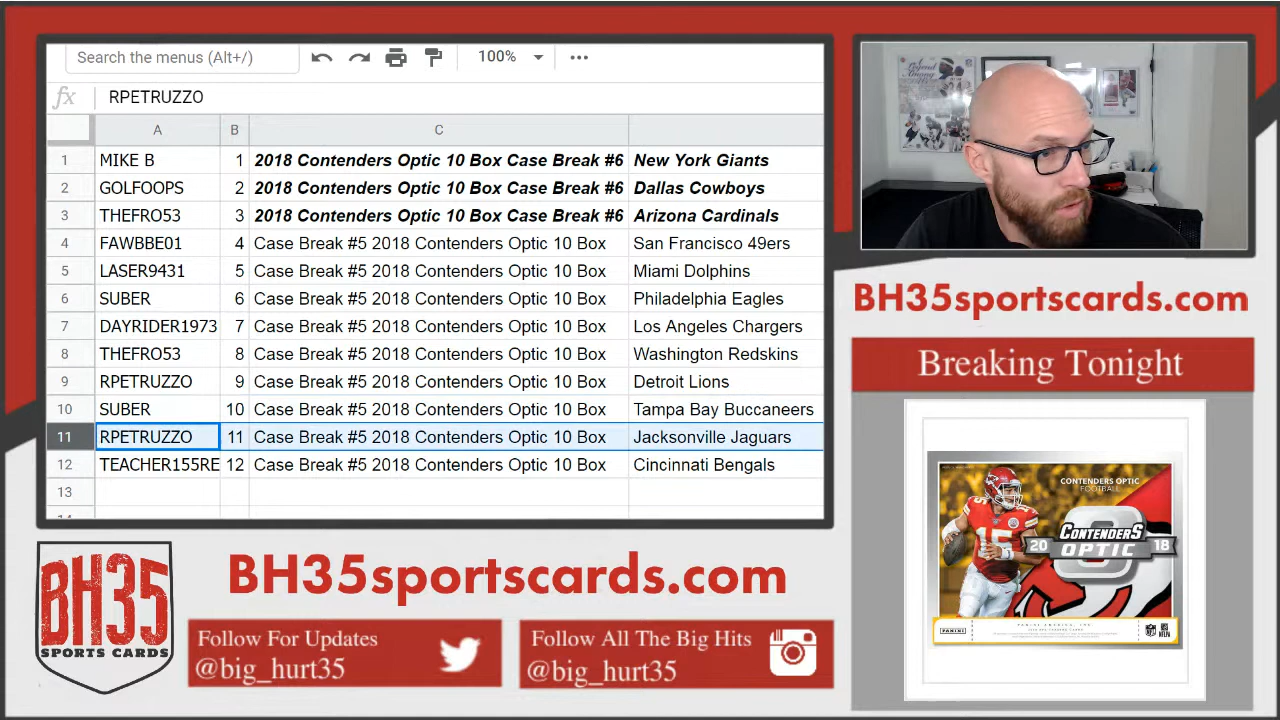 Search the menus (Alt+/)
100%
fx RPETRUZZO
A B C
1 MIKE B 1 2018 Contenders Optic 10 Box Case Break #6 New York Giants
2 GOLFOOPS 2 2018 Contenders Optic 10 Box Case Break #6 Dallas Cowboys
3 THEFRO53 3 2018 Contenders Optic 10 Box Case Break #6 Arizona Cardinals
4 FAWBBE01 4 Case Break #5 2018 Contenders Optic 10 Box San Francisco 49ers
5 LASER9431 5 Case Break #5 2018 Contenders Optic 10 Box Miami Dolphins
6 SUBER 6 Case Break #5 2018 Contenders Optic 10 Box Philadelphia Eagles
7 DAYRIDER1973 7 Case Break #5 2018 Contenders Optic 10 Box Los Angeles Chargers
8 THEFRO53 8 Case Break #5 2018 Contenders Optic 10 Box Washington Redskins
9 RPETRUZZO 9 Case Break #5 2018 Contenders Optic 10 Box Detroit Lions
10 SUBER 10 Case Break #5 2018 Contenders Optic 10 Box Tampa Bay Buccaneers
11 RPETRUZZO 11 Case Break #5 2018 Contenders Optic 10 Box Jacksonville Jaguars
12 TEACHER155RE 12 Case Break #5 2018 Contenders Optic 10 Box Cincinnati Bengals
13
BH35sportscards.com
Breaking Tonight
CONTENDERS OPTIC
FOOTBALL
CONTENDERS
20 OPTIC 18
15
PANINI
PANINI AMERICA, INC.
NFL
BH35
SPORTS CARDS
BH35sportscards.com
Follow For Updates
@big_hurt35
Follow All The Big Hits
@big_hurt35